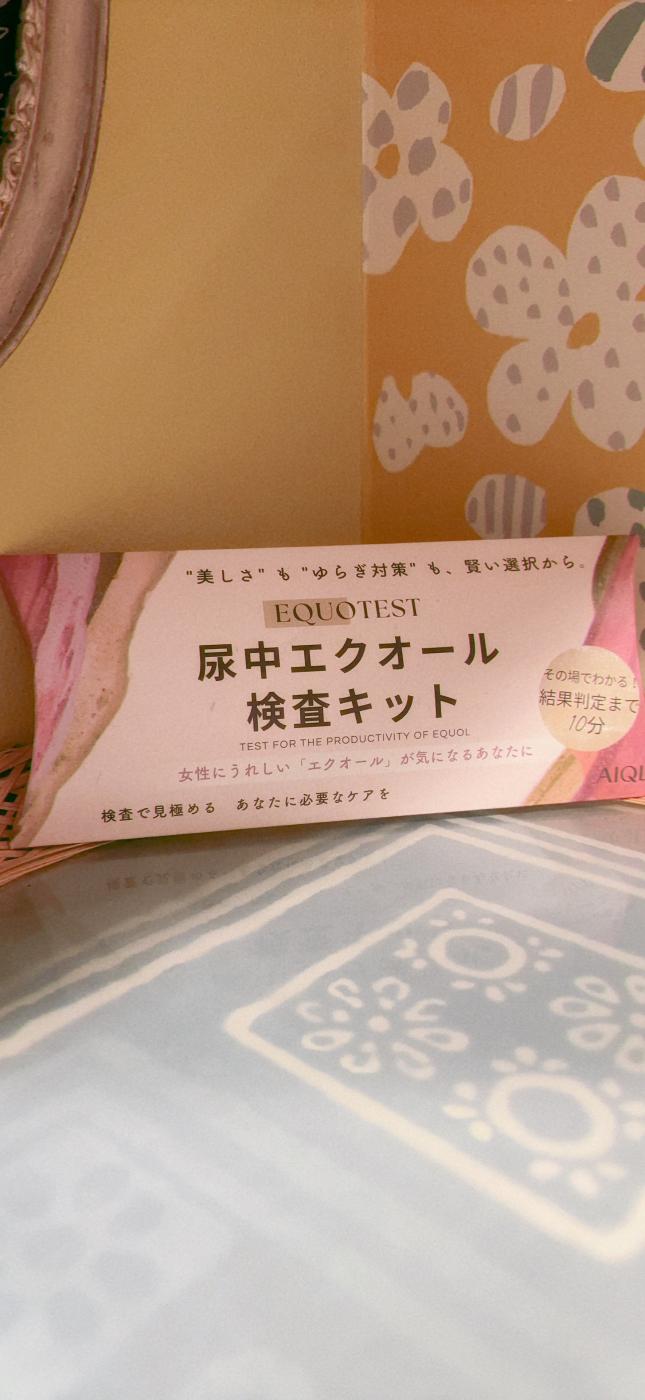 "美しさ" も "ゆらぎ対策" も、賢い選択から。
EQUOTEST
尿中エクオール
検査キット
TEST FOR THE PRODUCTIVITY OF EQUOL
女性にうれしい「エクオール」が気になるあなたに
検査で見極める　あなたに必要なケアを
その場でわかる！
結果判定まで
10分
AIQL